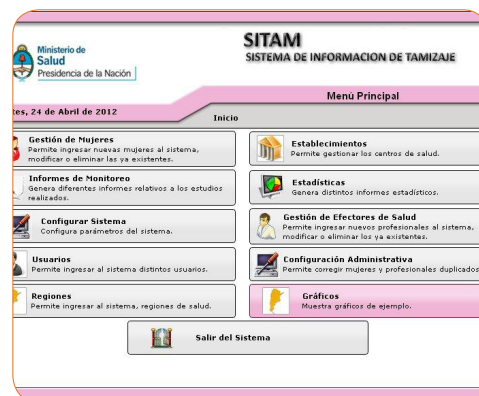 Ministerio de
Salud
Presidencia de la Nación
SITAM
SISTEMA DE INFORMACION DE TAMIZAJE
Menú Principal
tes, 24 de Abril de 2012
Inicio
Gestión de Mujeres
Permite ingresar nuevas mujeres al sistema,
modificar o eliminar las ya existentes.
Establecimientos
Permite gestionar los centros de salud.
Informes de Monitoreo
Genera diferentes informes relativos a los estudios
realizados.
Estadísticas
Genera distintos informes estadísticos.
Configurar Sistema
Configura parámetros del sistema.
Gestión de Efectores de Salud
Permite ingresar nuevos profesionales al sistema,
modificar o eliminar los ya existentes.
Usuarios
Permite ingresar al sistema distintos usuarios.
Configuración Administrativa
Permite corregir mujeres y profesionales duplicados
Regiones
Permite ingresar al sistema, regiones de salud.
Gráficos
Muestra gráficos de ejemplo.
Salir del Sistema